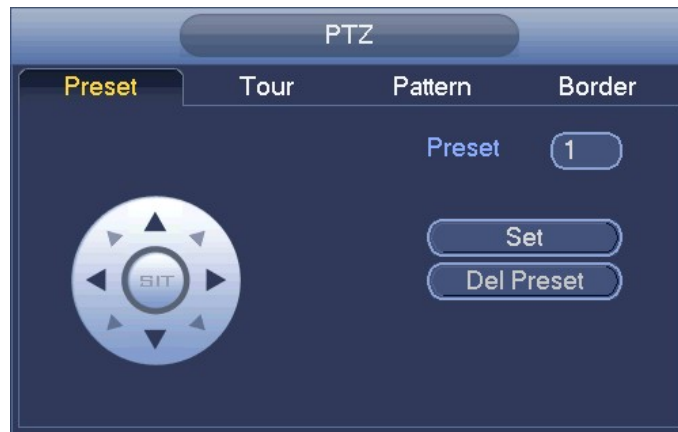 PTZ
Preset Tour Pattern Border
Preset 1
SIT
Set
Del Preset